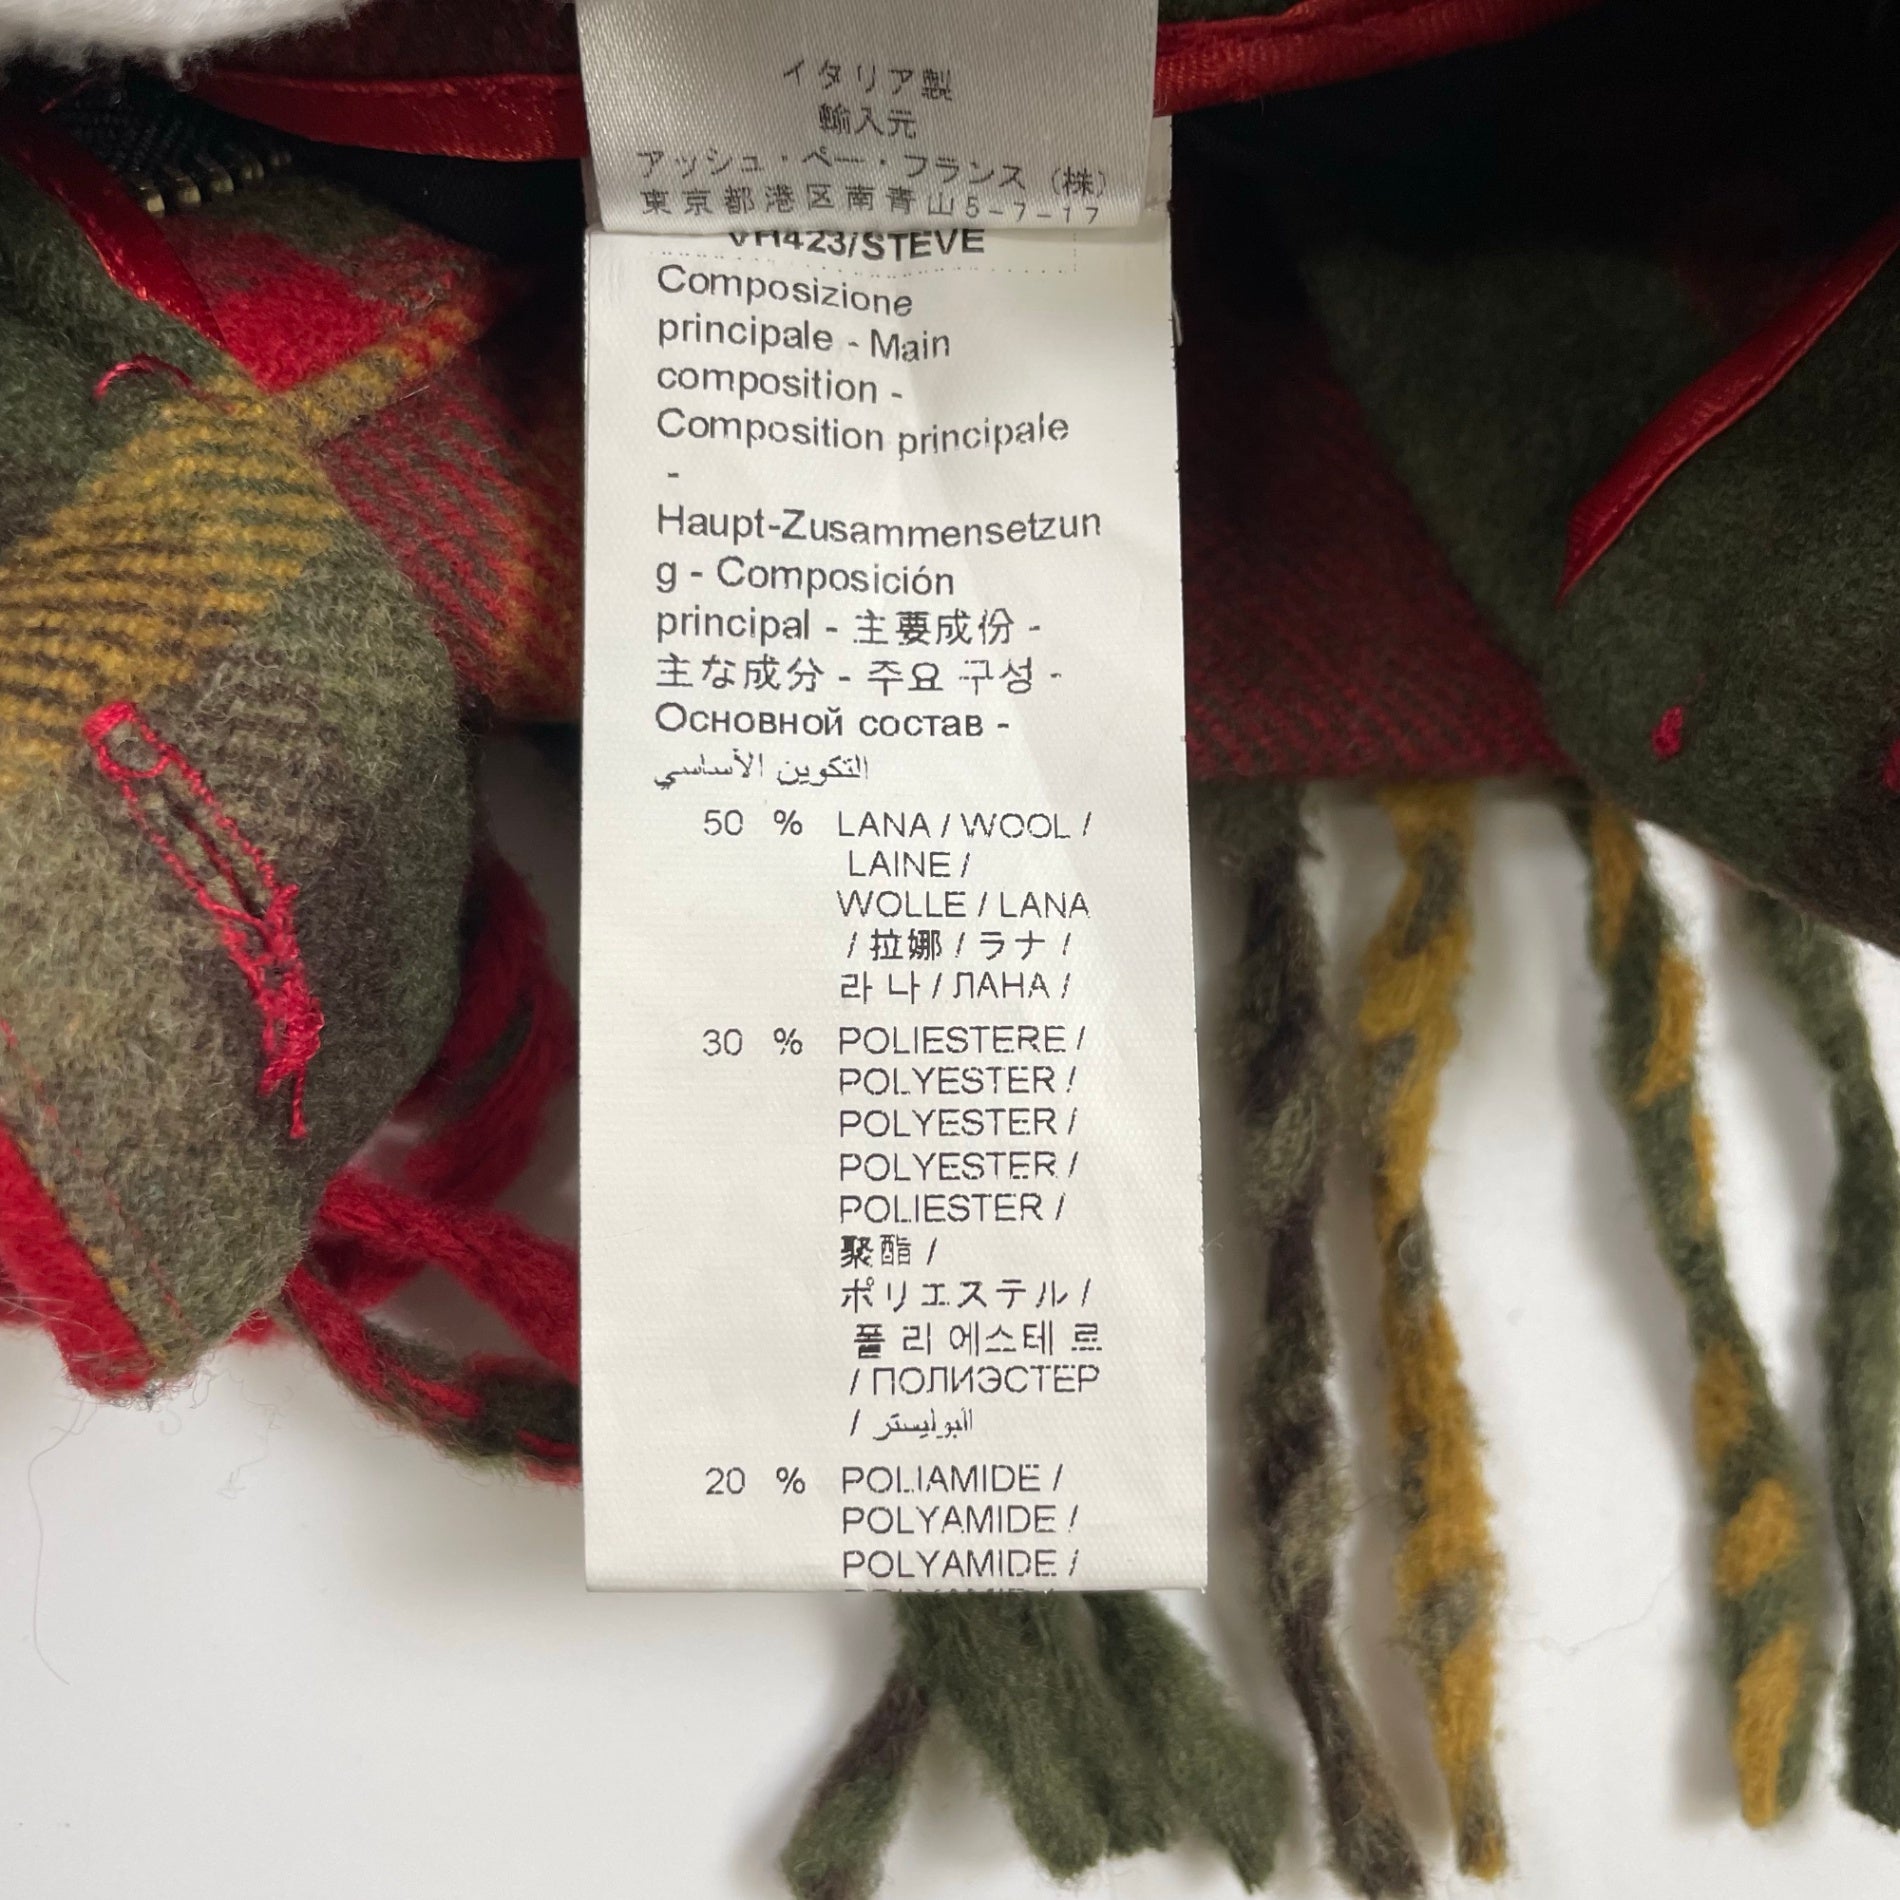 イタリア製
輸入元
アッシュ・ペー・フランス（株）
東京都港区南青山5-7-17
VH423/STEVE
Composizione
principale - Main
composition -
Composition principale
-
Haupt-Zusammensetzun
g - Composición
principal - 主要成份 -
主な成分 - 주요 구성 -
Основной состав -
التكوين الأساسي
50 % LANA / WOOL /
LAINE /
WOLLE / LANA
/ 拉娜 / ラナ /
라 나 / ЛАНА /
30 % POLIESTERE /
POLYESTER /
POLYESTER /
POLYESTER /
POLIESTER /
聚酯 /
ポリエステル /
폴 리 에스테 르
/ ПОЛИЭСТЕР
/ البوليستر
20 % POLIAMIDE /
POLYAMIDE /
POLYAMIDE /